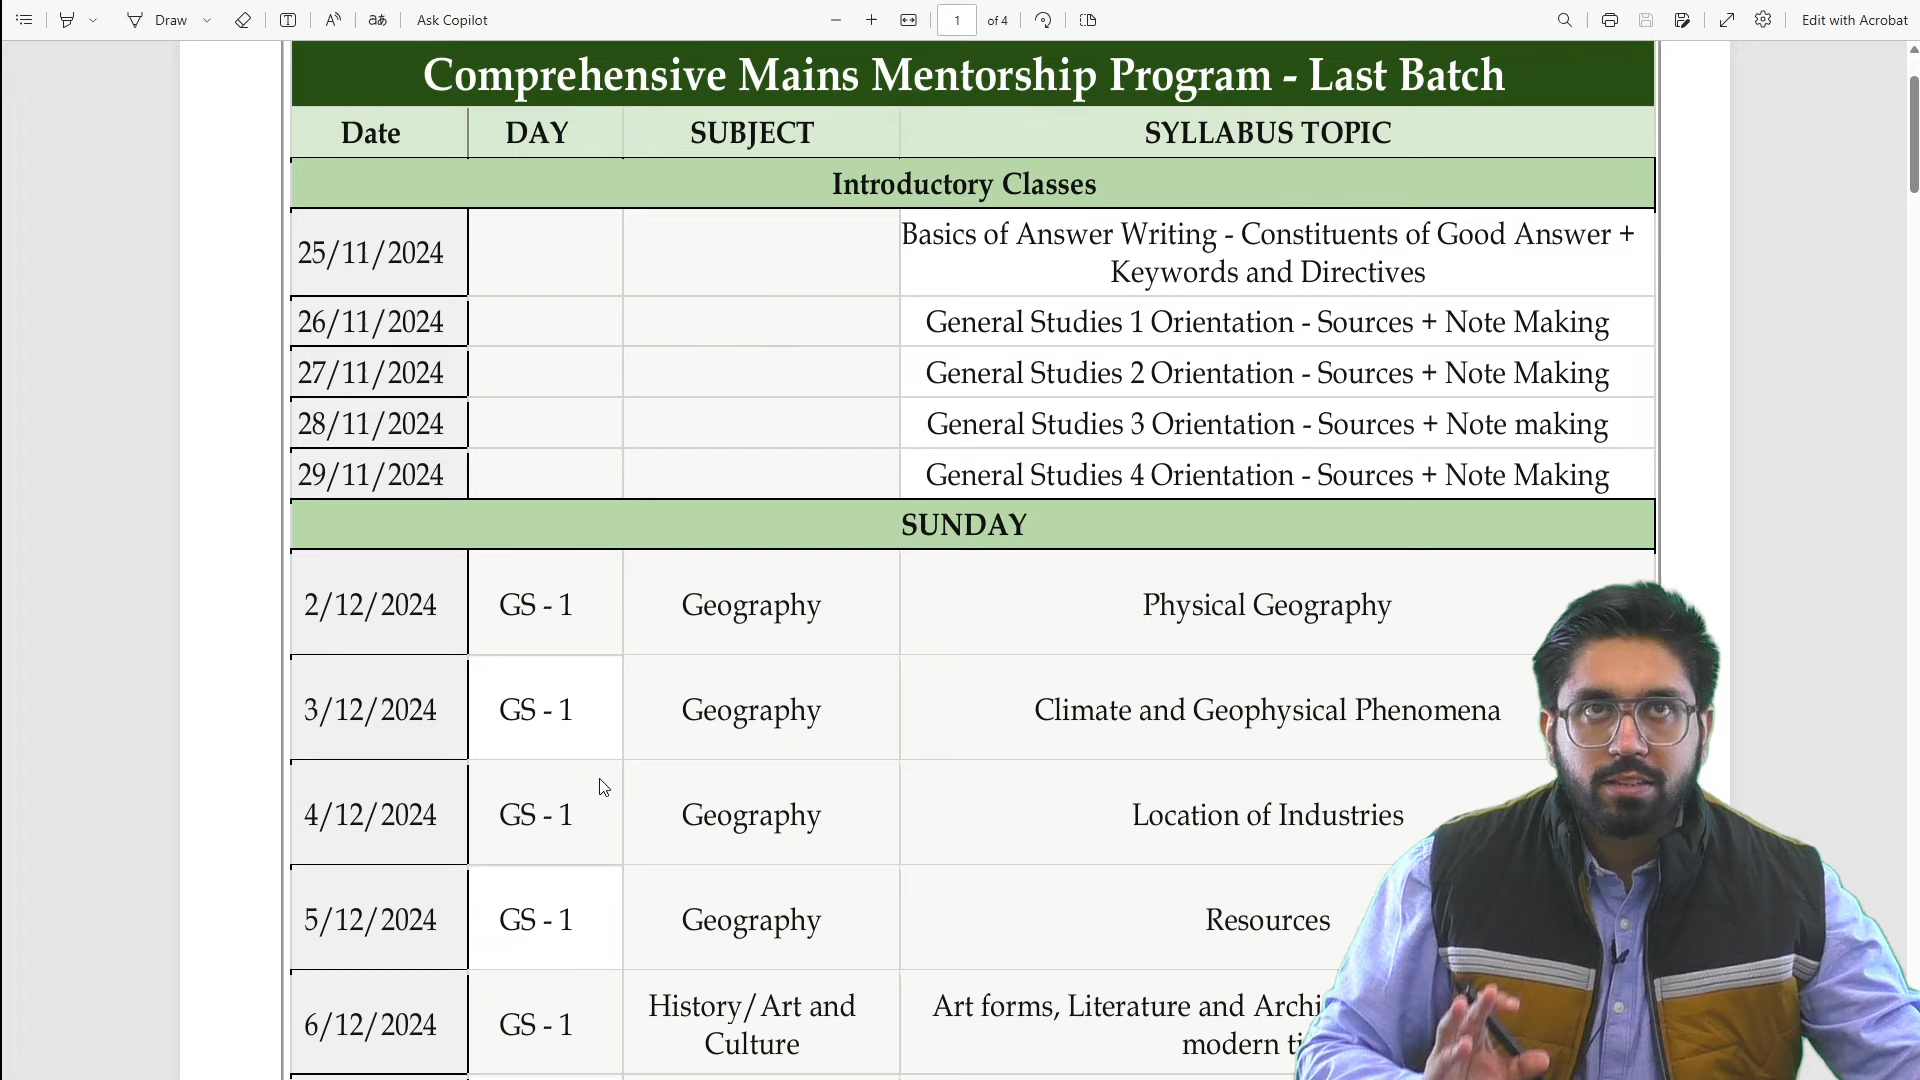 Draw Ask Copilot 1 of 4 Edit with Acrobat
Comprehensive Mains Mentorship Program - Last Batch
Date DAY SUBJECT SYLLABUS TOPIC
Introductory Classes
25/11/2024 Basics of Answer Writing - Constituents of Good Answer +
Keywords and Directives
26/11/2024 General Studies 1 Orientation - Sources + Note Making
27/11/2024 General Studies 2 Orientation - Sources + Note Making
28/11/2024 General Studies 3 Orientation - Sources + Note making
29/11/2024 General Studies 4 Orientation - Sources + Note Making
SUNDAY
2/12/2024 GS - 1 Geography Physical Geography
3/12/2024 GS - 1 Geography Climate and Geophysical Phenomena
4/12/2024 GS - 1 Geography Location of Industries
5/12/2024 GS - 1 Geography Resources
6/12/2024 GS - 1 History/Art and Art forms, Literature and
Culture modern